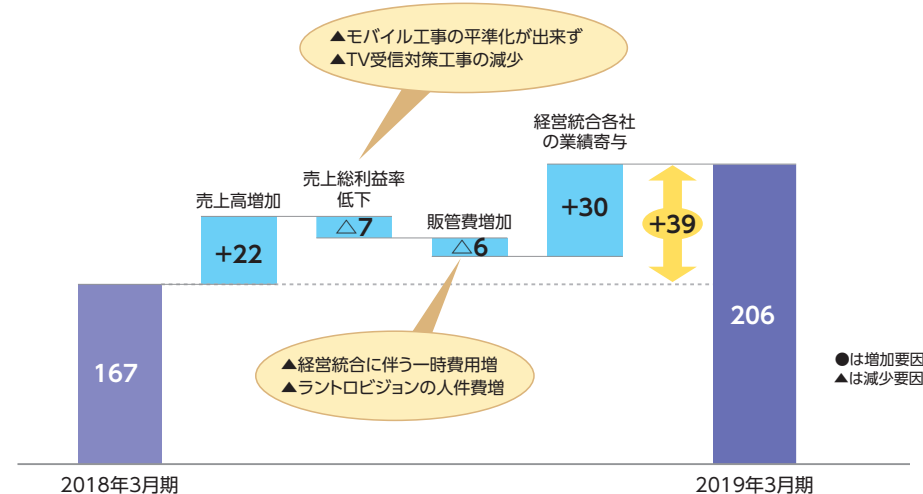 ▲モバイル工事の平準化が出来ず
▲TV受信対策工事の減少
経営統合各社
の業績寄与
売上総利益率
低下
売上高増加
販管費増加
+30
+39
△7
+22
△6
206
167
▲経営統合に伴う一時費用増
▲ラントロビジョンの人件費増
●は増加要因
▲は減少要因
2018年3月期
2019年3月期